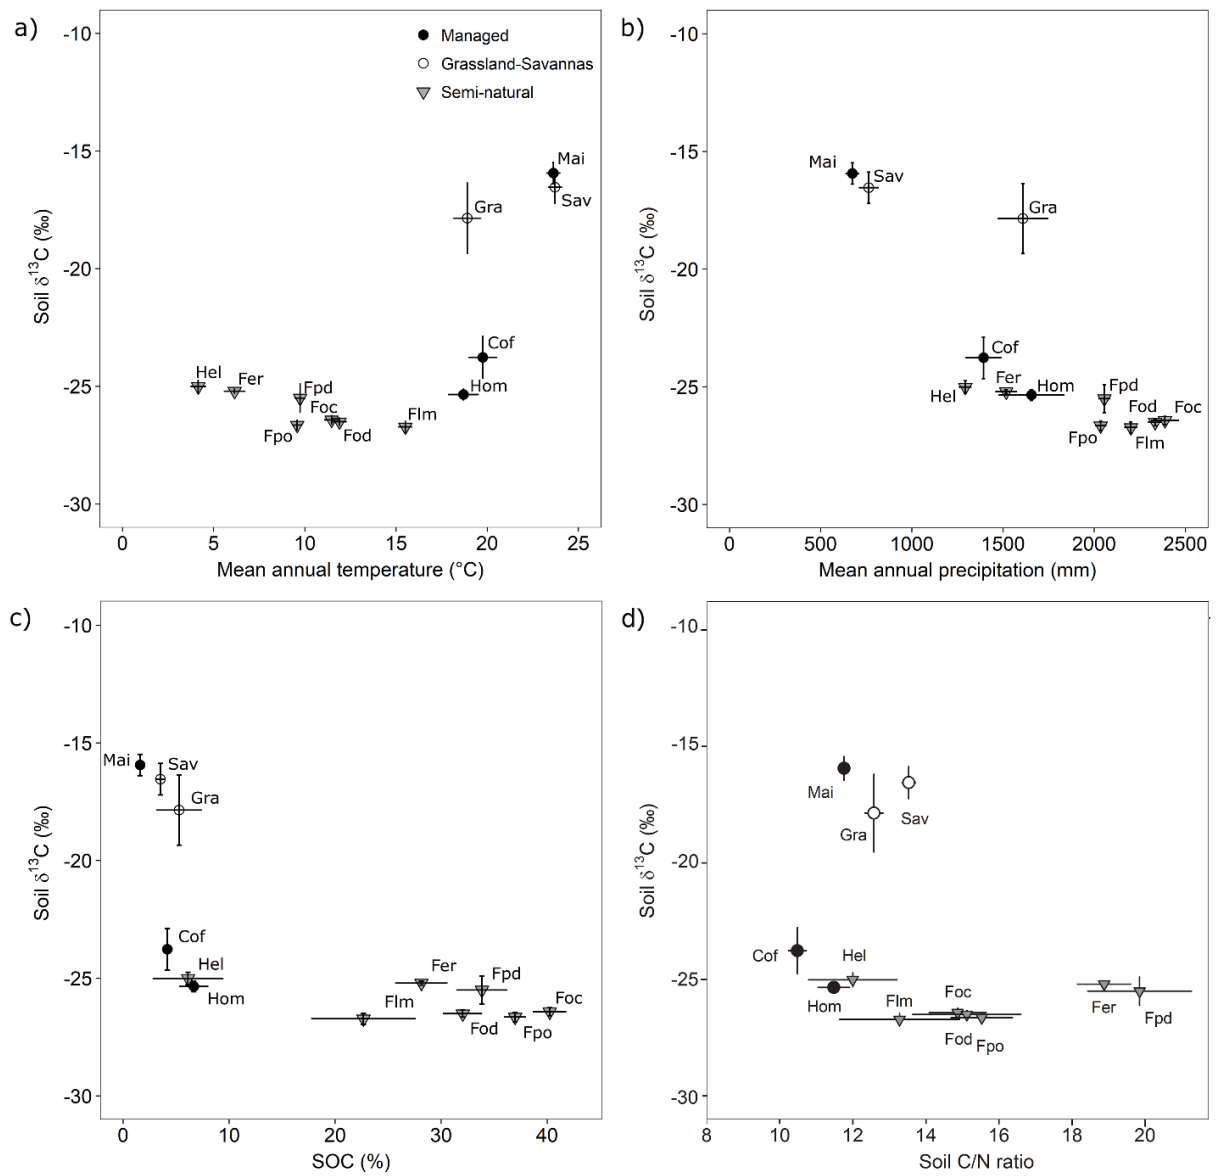 a)
-10
-15
-20
-25
-30
Soil δ¹³C (‰)
Managed
Grassland-Savannas
Semi-natural
Mai
Sav
Gra
Cof
Hom
Hel
Fer
Fpd
Foc
Fpo
Fod
Flm
0 5 10 15 20 25
Mean annual temperature (°C)
b)
-10
-15
-20
-25
-30
Soil δ¹³C (‰)
Mai
Sav
Gra
Cof
Fer
Hom
Hel
Fpd
Fod
Foc
Fpo
Flm
0 500 1000 1500 2000 2500
Mean annual precipitation (mm)
c)
-10
-15
-20
-25
-30
Soil δ¹³C (‰)
Mai
Sav
Gra
Cof
Hel
Hom
Fer
Fpd
Flm
Foc
Fod
Fpo
0 10 20 30 40
SOC (%)
d)
-10
-15
-20
-25
-30
Soil δ¹³C (‰)
Mai
Gra
Sav
Cof
Hel
Hom
Flm
Foc
Fod
Fpo
Fer
Fpd
8 10 12 14 16 18 20
Soil C/N ratio